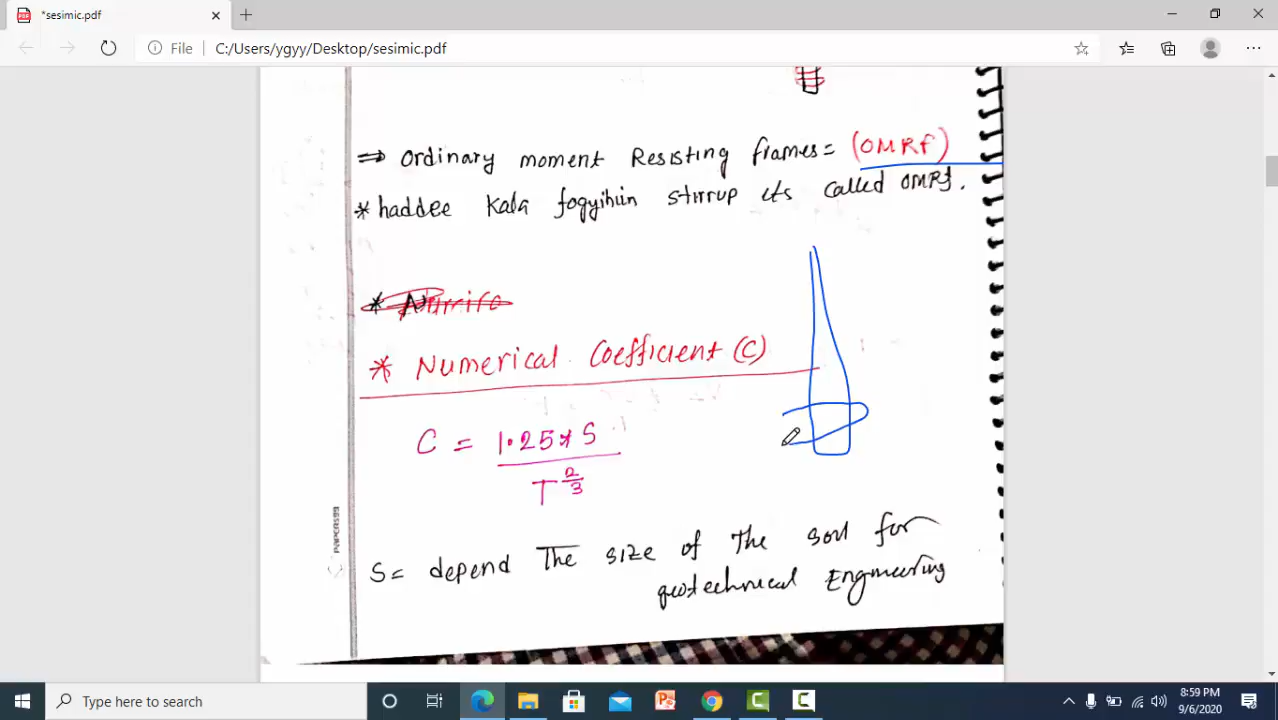 *sesimic.pdf
File C:/Users/ygyy/Desktop/sesimic.pdf
⇒ Ordinary moment Resisting frames = (OMRF)
* haddee kala fogyihiin stirrup its called OMRF.
* Numerical Coefficient (C)
C = 1.25*S
T^2/3
S = depend The size of the soil for
geotechnical Engineering
PAPCRS99
Type here to search
8:59 PM
9/6/2020